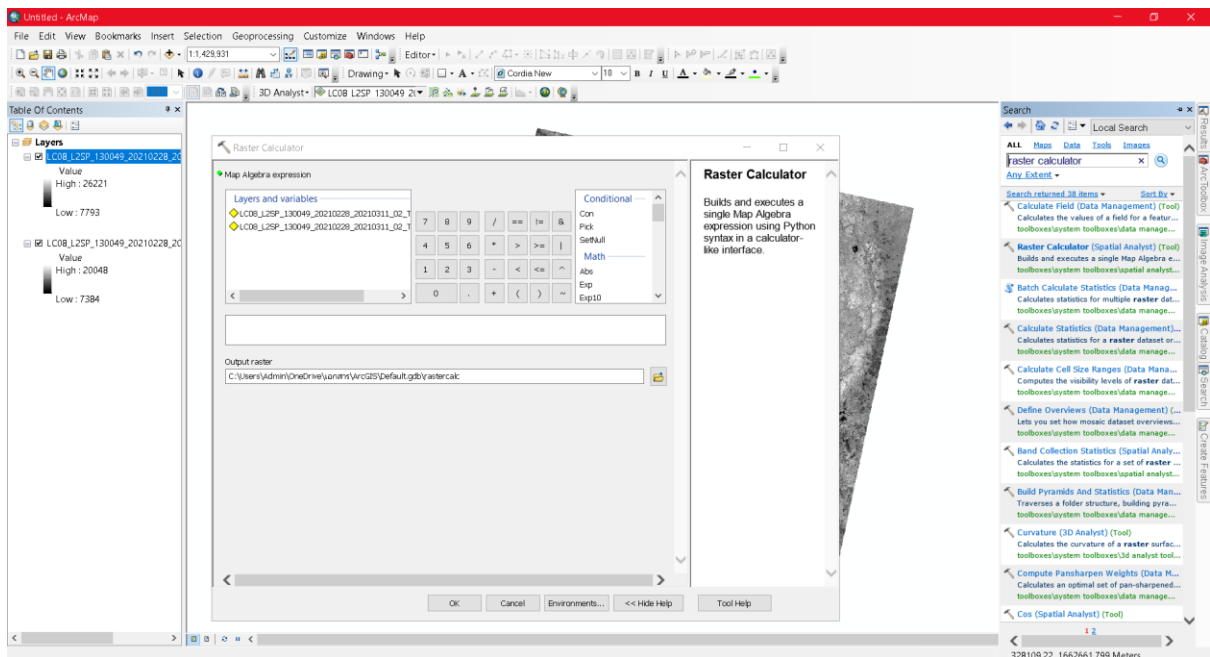 Untitled - ArcMap
File Edit View Bookmarks Insert Selection Geoprocessing Customize Windows Help
1:1,429,931
Editor
Drawing
Cordia New
10
B I U A
3D Analyst
LC08_L2SP_130049_2(
Table Of Contents
Layers
LC08_L2SP_130049_20210228_20
Value
High : 26221
Low : 7793
LC08_L2SP_130049_20210228_2C
Value
High : 20048
Low : 7384
Raster Calculator
Map Algebra expression
Layers and variables
LC08_L2SP_130049_20210228_20210311_02_T
LC08_L2SP_130049_20210228_20210311_02_T
7 8 9 / == != &
4 5 6 * > >= |
1 2 3 - < <= ^
0 . + ( ) ~
Conditional
Con
Pick
SetNull
Math
Abs
Exp
Exp10
Output raster
C:\Users\Admin\OneDrive\เอกสาร\ArcGIS\Default.gdb\rastercalc
OK
Cancel
Environments...
<< Hide Help
Tool Help
Raster Calculator
Builds and executes a
single Map Algebra
expression using Python
syntax in a calculator-
like interface.
Search
Local Search
ALL Maps Data Tools Images
raster calculator
Any Extent
Search returned 38 items
Sort By
Calculate Field (Data Management) (Tool)
Calculates the values of a field for a featur...
toolboxes\system toolboxes\data manage...
Raster Calculator (Spatial Analyst) (Tool)
Builds and executes a single Map Algebra e...
toolboxes\system toolboxes\spatial analyst...
Batch Calculate Statistics (Data Manag...
Calculates statistics for multiple raster dat...
toolboxes\system toolboxes\data manage...
Calculate Statistics (Data Management)...
Calculates statistics for a raster dataset or...
toolboxes\system toolboxes\data manage...
Calculate Cell Size Ranges (Data Mana...
Computes the visibility levels of raster dat...
toolboxes\system toolboxes\data manage...
Define Overviews (Data Management) (...
Lets you set how mosaic dataset overviews...
toolboxes\system toolboxes\data manage...
Band Collection Statistics (Spatial Analy...
Calculates the statistics for a set of raster ...
toolboxes\system toolboxes\spatial analyst...
Build Pyramids And Statistics (Data Man...
Traverses a folder structure, building pyra...
toolboxes\system toolboxes\data manage...
Curvature (3D Analyst) (Tool)
Calculates the curvature of a raster surfac...
toolboxes\system toolboxes\3d analyst tool...
Compute Pansharpen Weights (Data M...
Calculates an optimal set of pan-sharpened...
toolboxes\system toolboxes\data manage...
Cos (Spatial Analyst) (Tool)
1 2
Results
ArcToolbox
Image Analysis
Catalog
Search
Create Features
328109.22 1662661.799 Meters